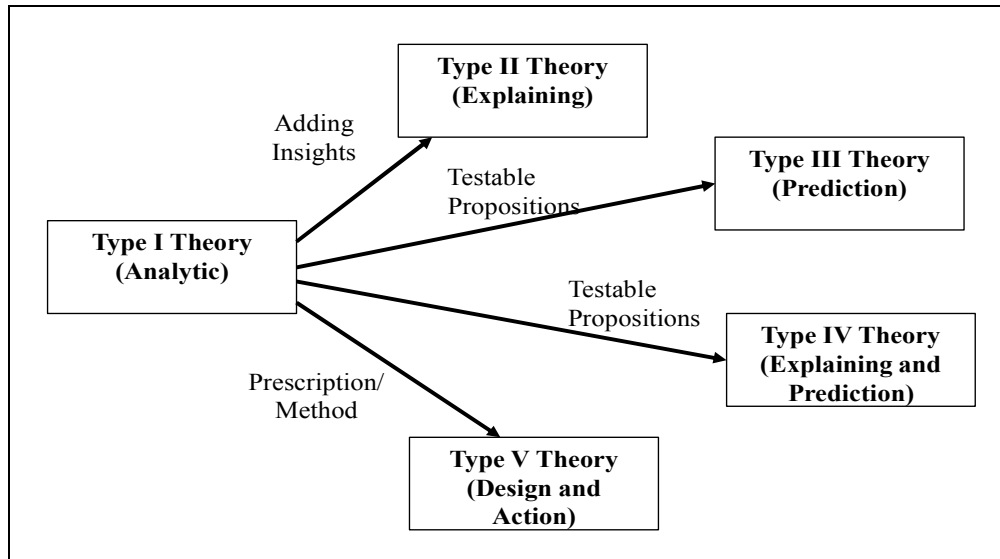 Type II Theory
(Explaining)
Adding
Insights
Testable
Propositions
Type III Theory
(Prediction)
Type I Theory
(Analytic)
Testable
Propositions
Type IV Theory
(Explaining and
Prediction)
Prescription/
Method
Type V Theory
(Design and
Action)